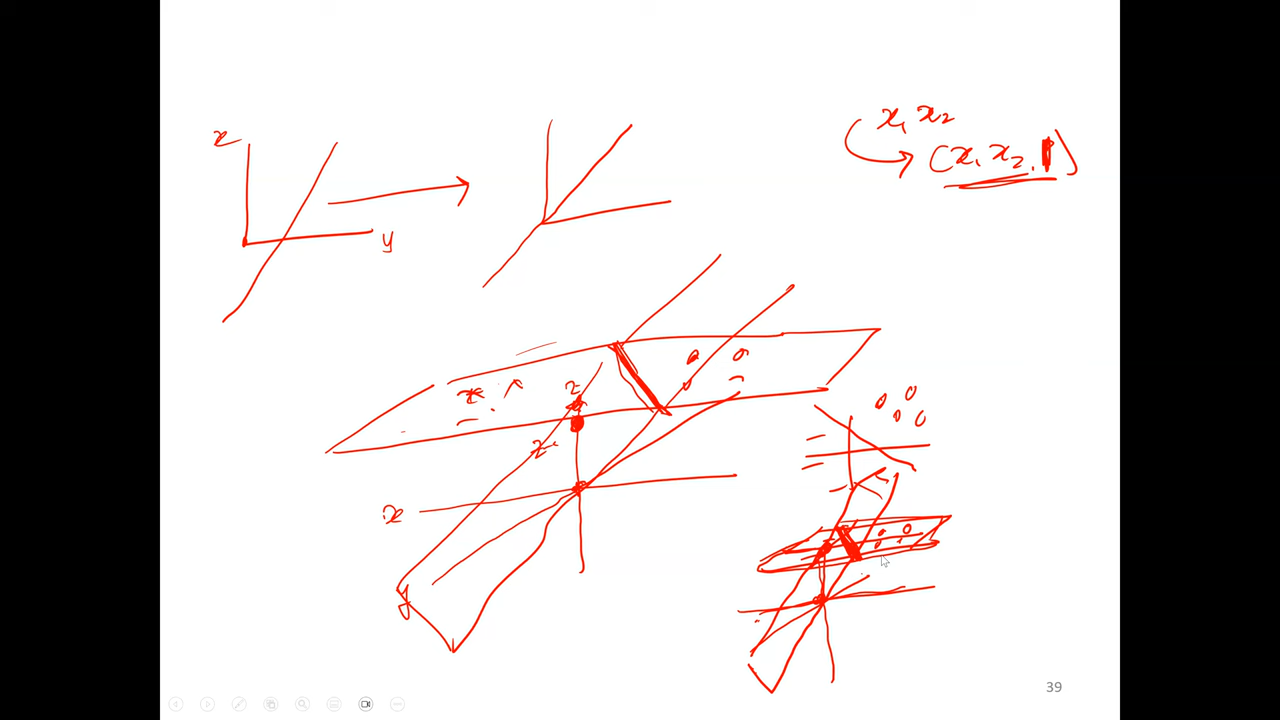 x₁ x₂
(x₁ x₂, 1)
x
y
z
x
y
39